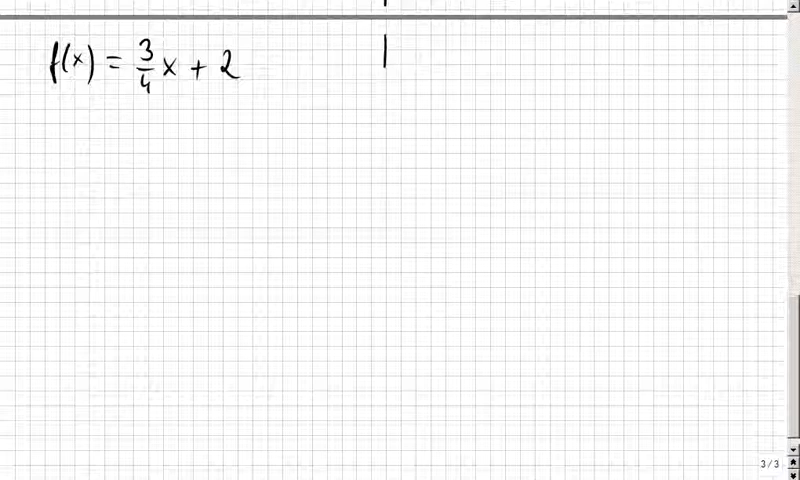 f(x) = 3/4 x + 2
3 / 3